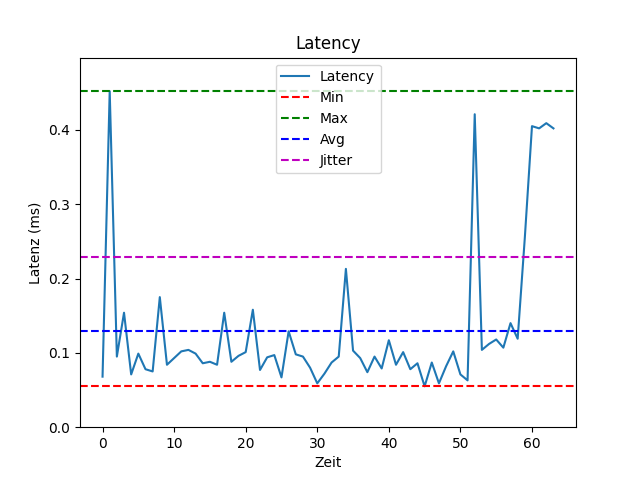 Latency
Latency
Min
Max
Avg
Jitter
Latenz (ms)
0.4
0.3
0.2
0.1
0.0
0 10 20 30 40 50 60
Zeit